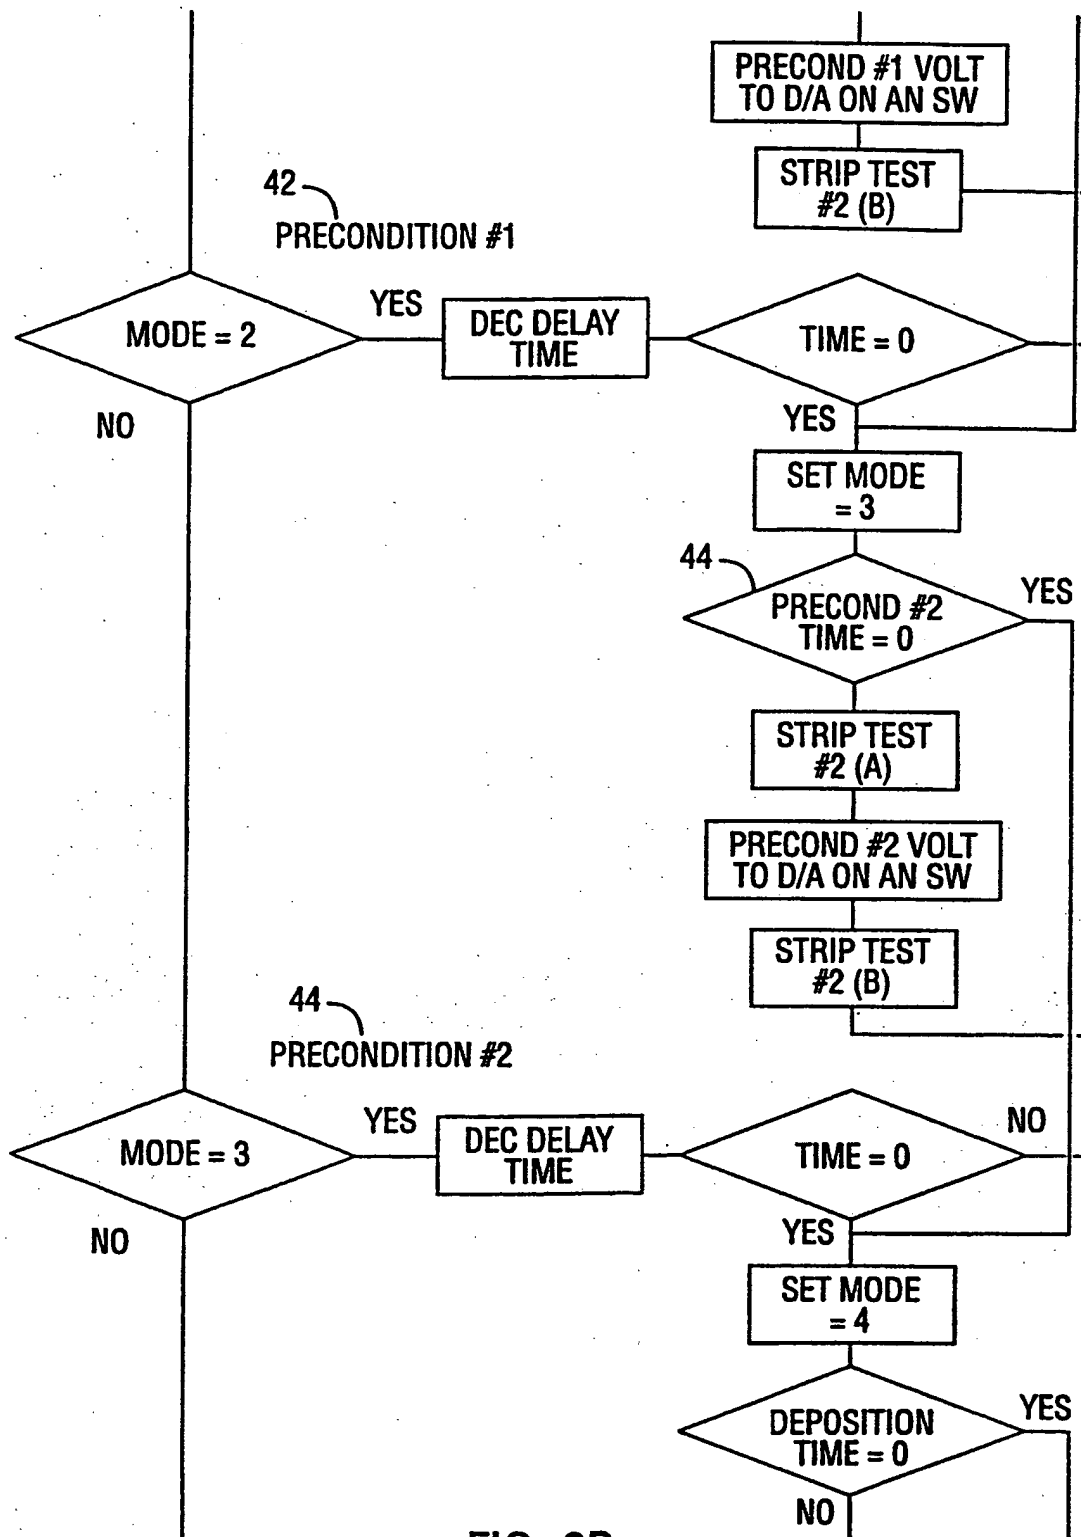 PRECOND #1 VOLT
TO D/A ON AN SW
STRIP TEST
#2 (B)
42
PRECONDITION #1
MODE = 2
YES
NO
DEC DELAY
TIME
TIME = 0
YES
SET MODE
= 3
44
PRECOND #2
TIME = 0
YES
STRIP TEST
#2 (A)
PRECOND #2 VOLT
TO D/A ON AN SW
STRIP TEST
#2 (B)
44
PRECONDITION #2
MODE = 3
YES
NO
DEC DELAY
TIME
TIME = 0
NO
YES
SET MODE
= 4
DEPOSITION
TIME = 0
YES
NO